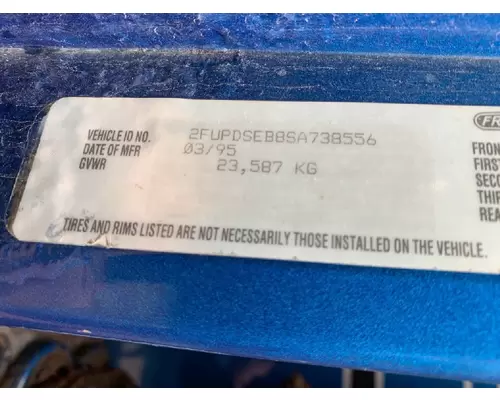 VEHICLE ID NO. 2FUPDSEB8SA738556
DATE OF MFR 03/95
GVWR 23,587 KG
TIRES AND RIMS LISTED ARE NOT NECESSARILY THOSE INSTALLED ON THE VEHICLE.
FR
FRON
FIRS
SECO
THIR
REA